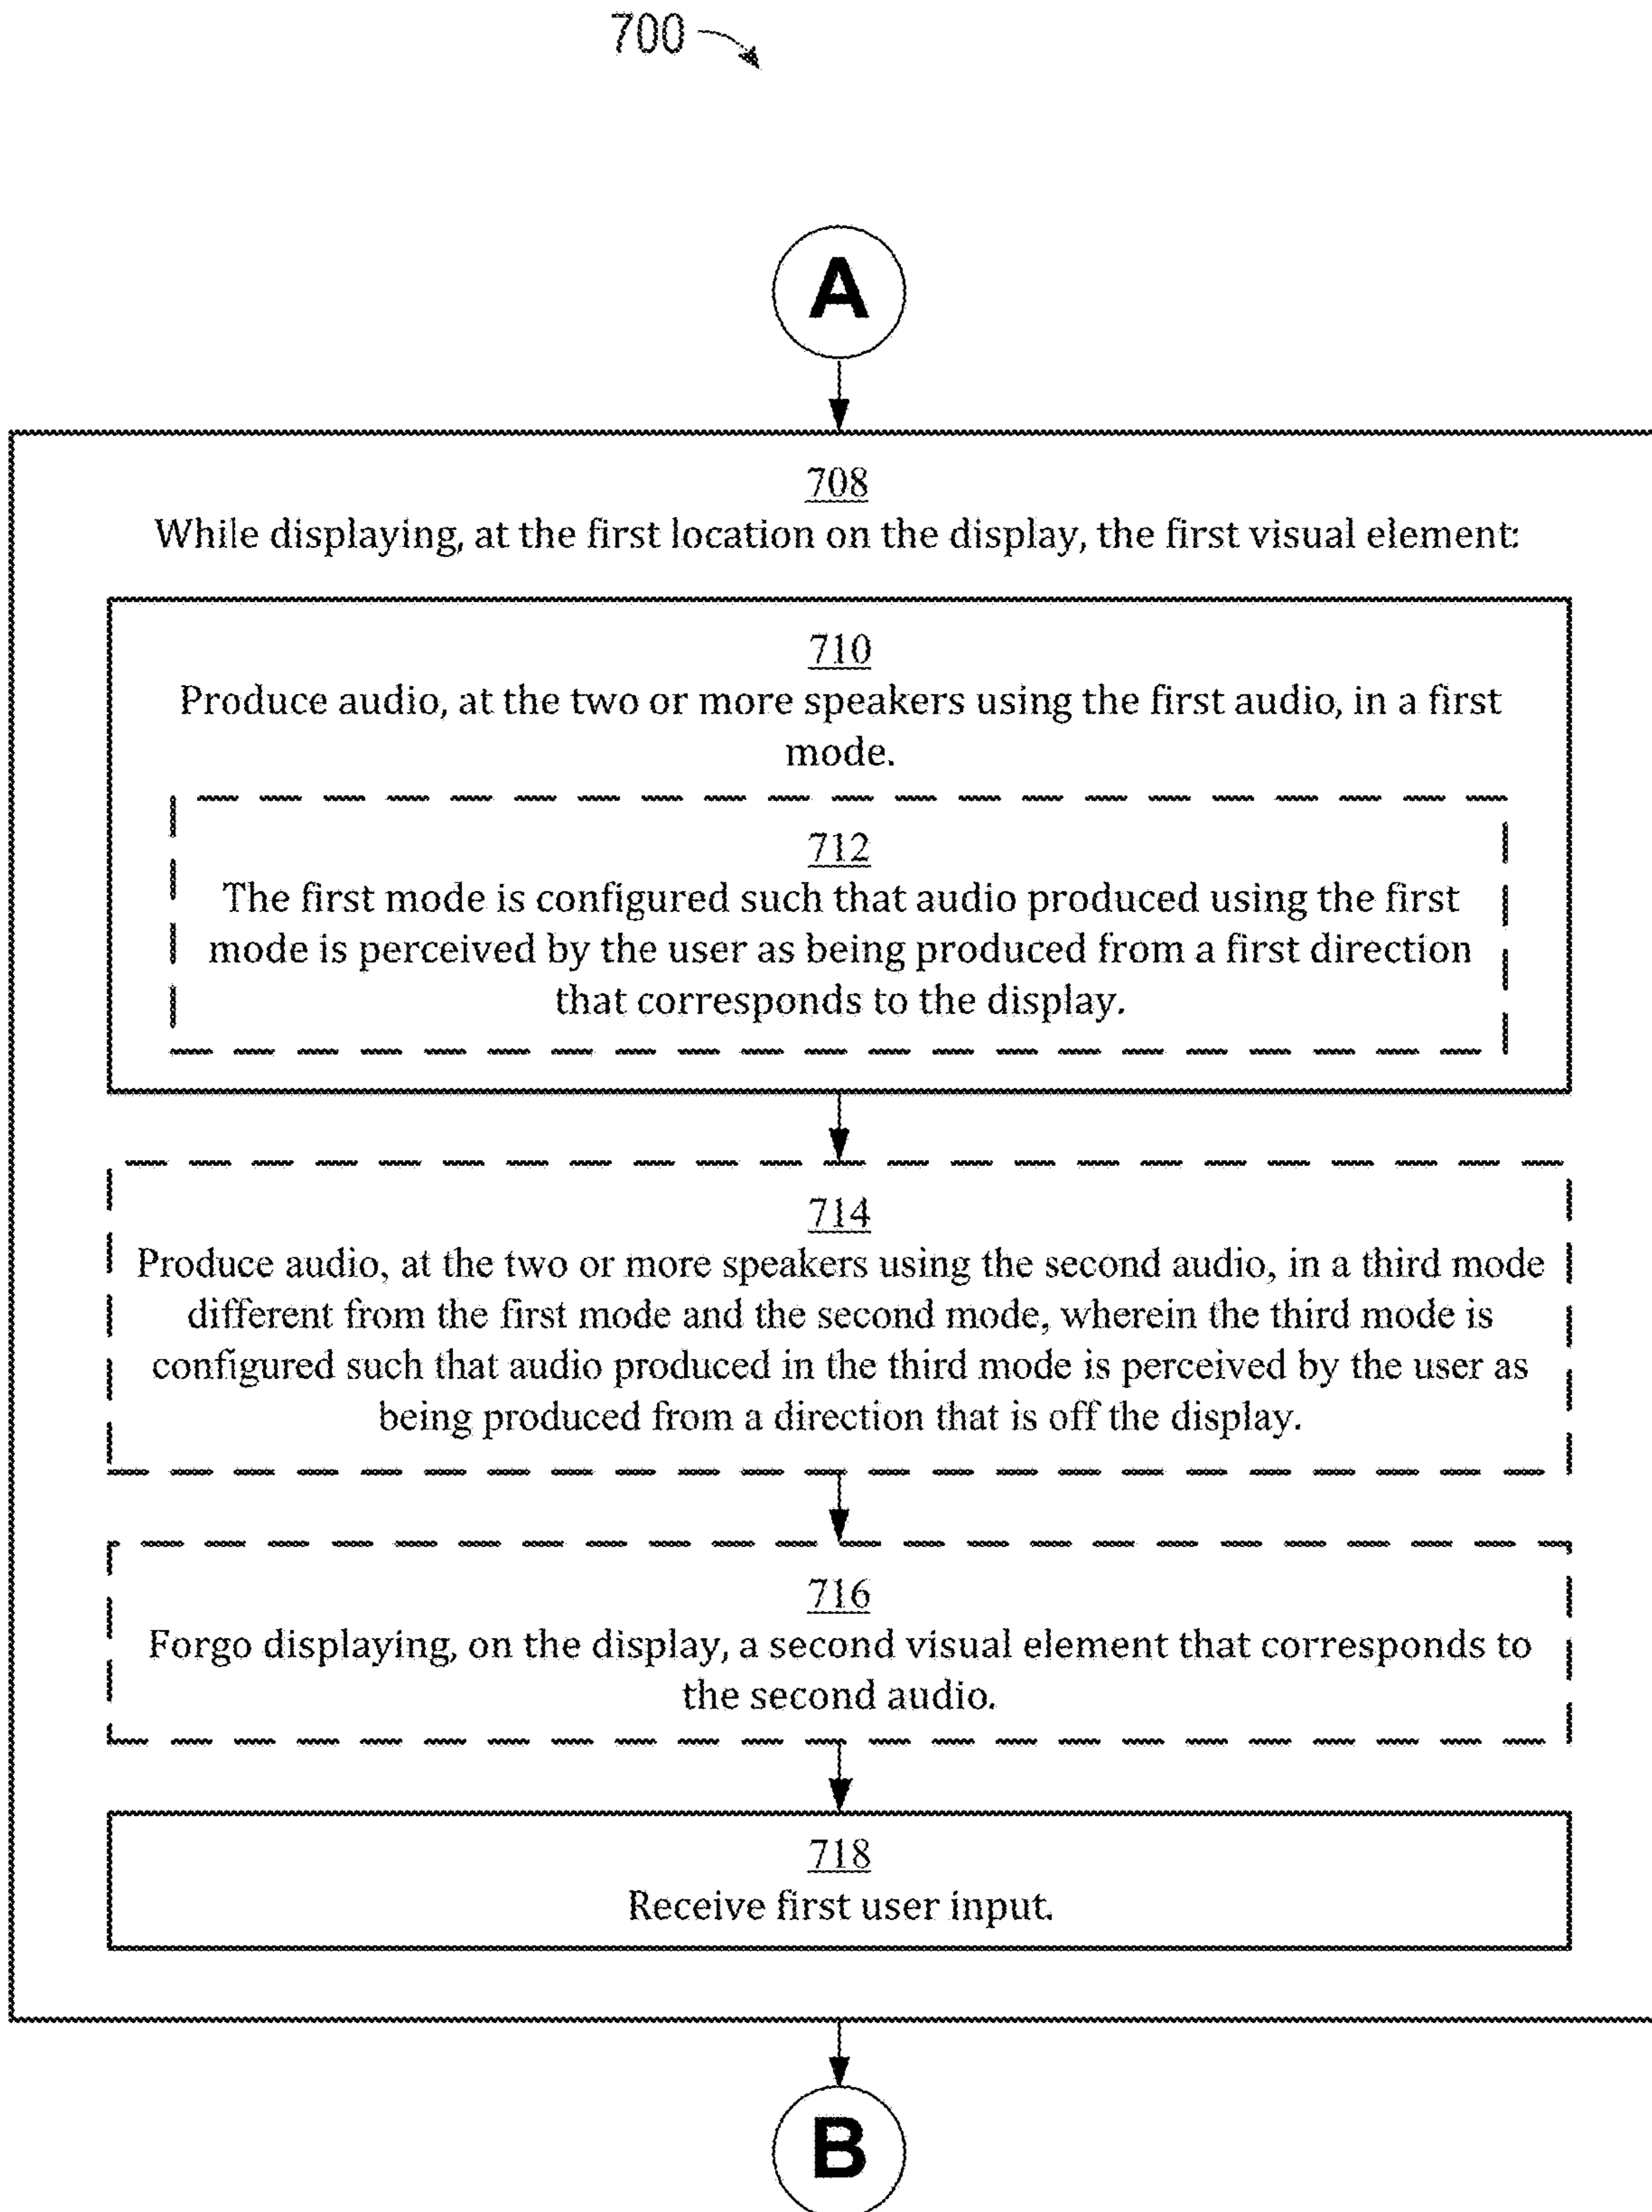 700
A
708
While displaying, at the first location on the display, the first visual element:
710
Produce audio, at the two or more speakers using the first audio, in a first
mode.
712
The first mode is configured such that audio produced using the first
mode is perceived by the user as being produced from a first direction
that corresponds to the display.
714
Produce audio, at the two or more speakers using the second audio, in a third mode
different from the first mode and the second mode, wherein the third mode is
configured such that audio produced in the third mode is perceived by the user as
being produced from a direction that is off the display.
716
Forgo displaying, on the display, a second visual element that corresponds to
the second audio.
718
Receive first user input.
B